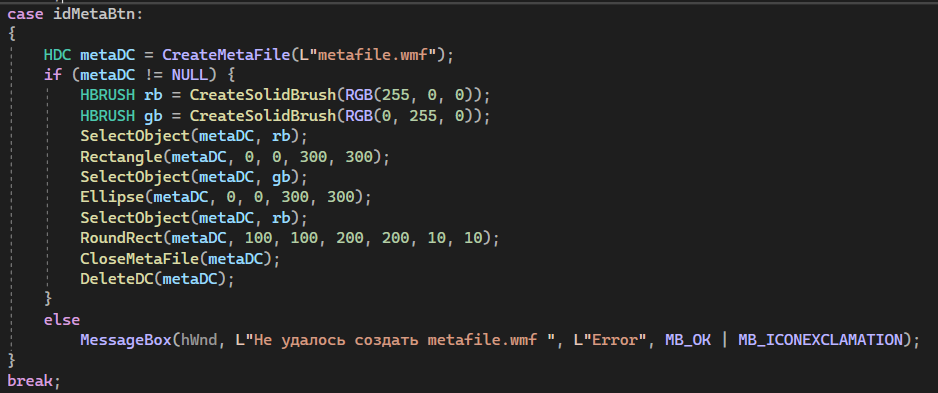 case idMetaBtn:
{
    HDC metaDC = CreateMetaFile(L"metafile.wmf");
    if (metaDC != NULL) {
        HBRUSH rb = CreateSolidBrush(RGB(255, 0, 0));
        HBRUSH gb = CreateSolidBrush(RGB(0, 255, 0));
        SelectObject(metaDC, rb);
        Rectangle(metaDC, 0, 0, 300, 300);
        SelectObject(metaDC, gb);
        Ellipse(metaDC, 0, 0, 300, 300);
        SelectObject(metaDC, rb);
        RoundRect(metaDC, 100, 100, 200, 200, 10, 10);
        CloseMetaFile(metaDC);
        DeleteDC(metaDC);
    }
    else
        MessageBox(hWnd, L"Не удалось создать metafile.wmf ", L"Error", MB_OK | MB_ICONEXCLAMATION);
}
break;